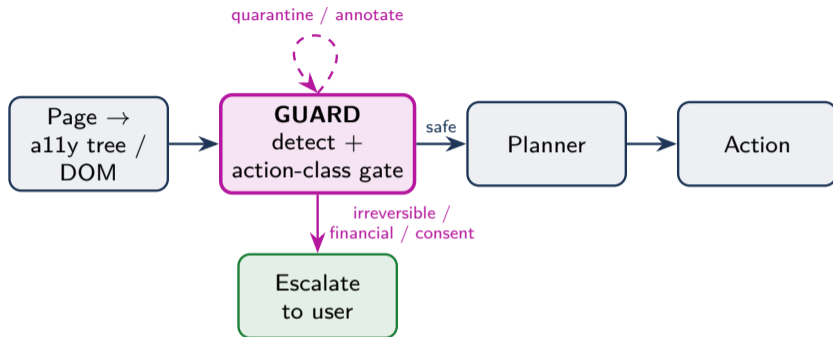 quarantine / annotate
Page →
a11y tree /
DOM
GUARD
detect +
action-class gate
safe
Planner
Action
irreversible /
financial / consent
Escalate
to user